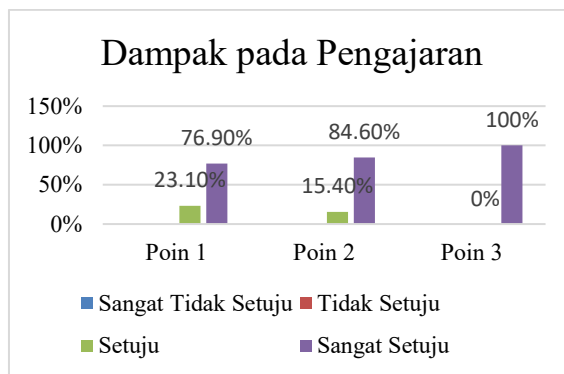 Dampak pada Pengajaran
150%
100%
50%
0%
76.90%
23.10%
84.60%
15.40%
100%
0%
Poin 1 Poin 2 Poin 3
Sangat Tidak Setuju Tidak Setuju
Setuju Sangat Setuju